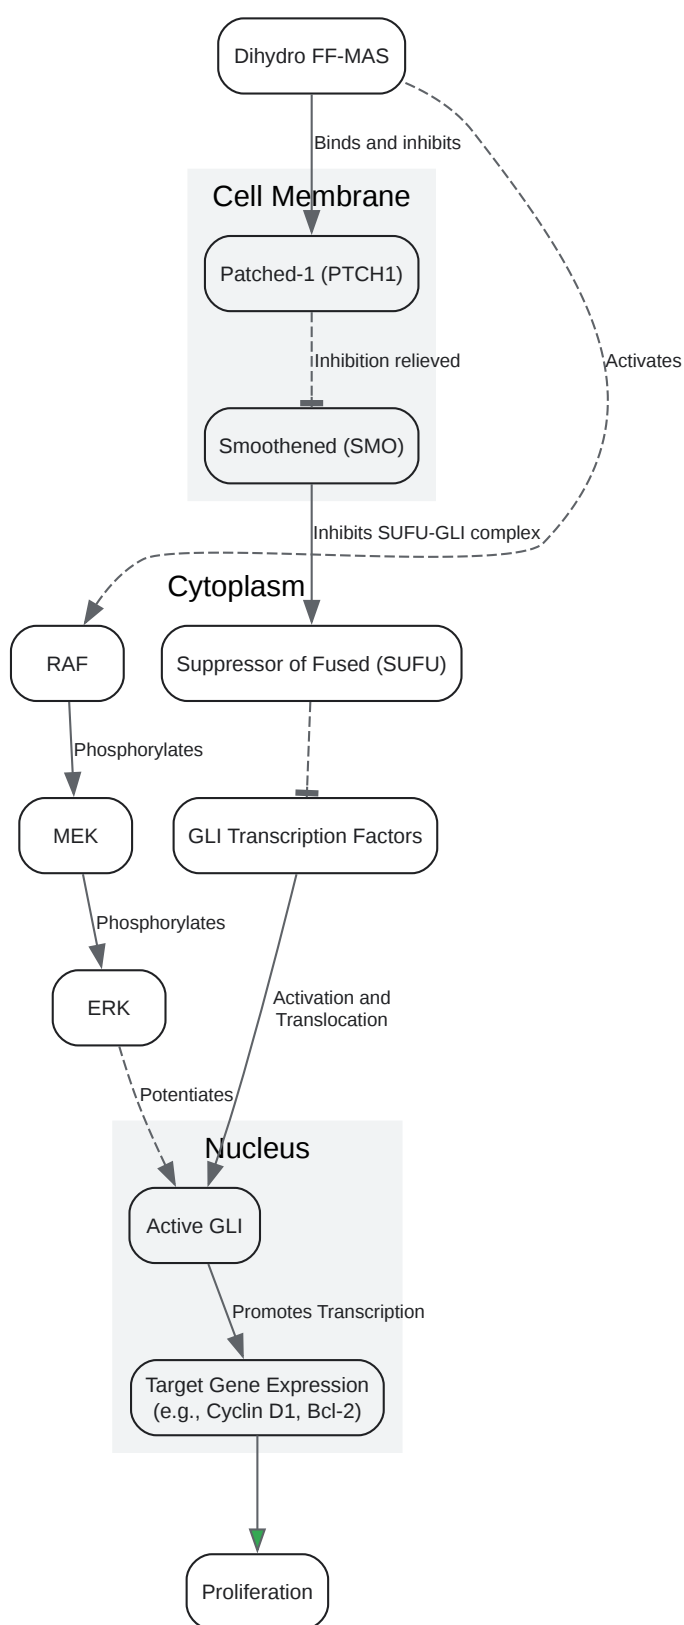 Dihydro FF-MAS
Binds and inhibits
Cell Membrane
Patched-1 (PTCH1)
Inhibition relieved
Activates
Smoothened (SMO)
Inhibits SUFU-GLI complex
Cytoplasm
RAF
Suppressor of Fused (SUFU)
Phosphorylates
MEK
GLI Transcription Factors
Phosphorylates
ERK
Activation and
Translocation
Potentiates
Nucleus
Active GLI
Promotes Transcription
Target Gene Expression
(e.g., Cyclin D1, Bcl-2)
Proliferation